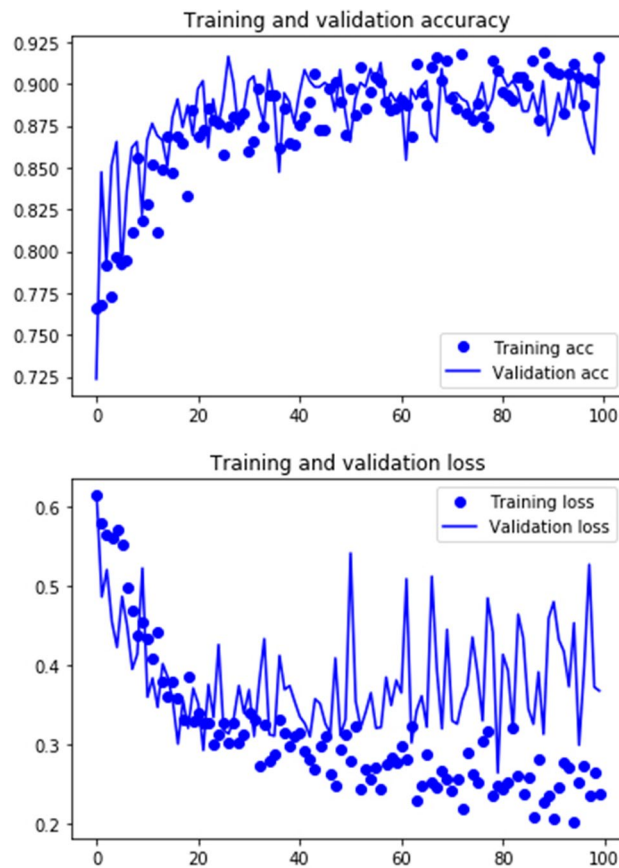 Training and validation accuracy
0.925
0.900
0.875
0.850
0.825
0.800
0.775
0.750
0.725
Training acc
Validation acc
0 20 40 60 80 100
Training and validation loss
0.6
0.5
0.4
0.3
0.2
Training loss
Validation loss
0 20 40 60 80 100